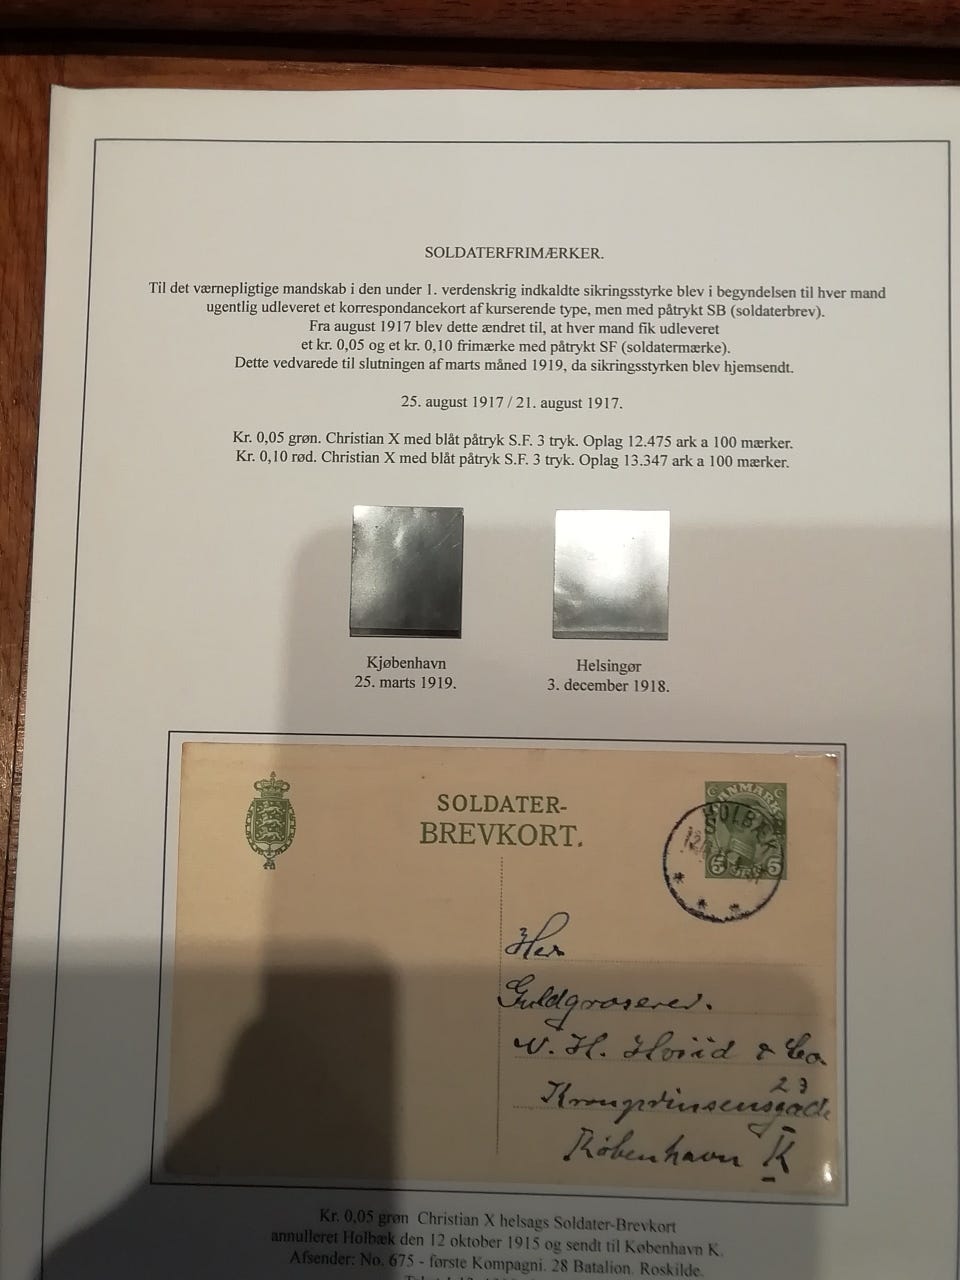 SOLDATERFRIMÆRKER.
Til det værnepligtige mandskab i den under 1. verdenskrig indkaldte sikringsstyrke blev i begyndelsen til hver mand
ugentlig udleveret et korrespondancekort af kurserende type, men med påtrykt SB (soldaterbrev).
Fra august 1917 blev dette ændret til, at hver mand fik udleveret
et kr. 0,05 og et kr. 0,10 frimærke med påtrykt SF (soldatermærke).
Dette vedvarede til slutningen af marts måned 1919, da sikringsstyrken blev hjemsendt.
25. august 1917 / 21. august 1917.
Kr. 0,05 grøn. Christian X med blåt påtryk S.F. 3 tryk. Oplag 12.475 ark a 100 mærker.
Kr. 0,10 rød. Christian X med blåt påtryk S.F. 3 tryk. Oplag 13.347 ark a 100 mærker.
Kjøbenhavn
25. marts 1919.
Helsingør
3. december 1918.
SOLDATER-
BREVKORT.
DANMARK
HOLBÆK
5 5
Her
Guldgrosserer.
V. H. & Co
23
Kronprinsensgade
København K
Kr. 0,05 grøn Christian X helsags Soldater-Brevkort
annulleret Holbæk den 12 oktober 1915 og sendt til København K.
Afsender: No. 675 - første Kompagni. 28 Batalion. Roskilde.